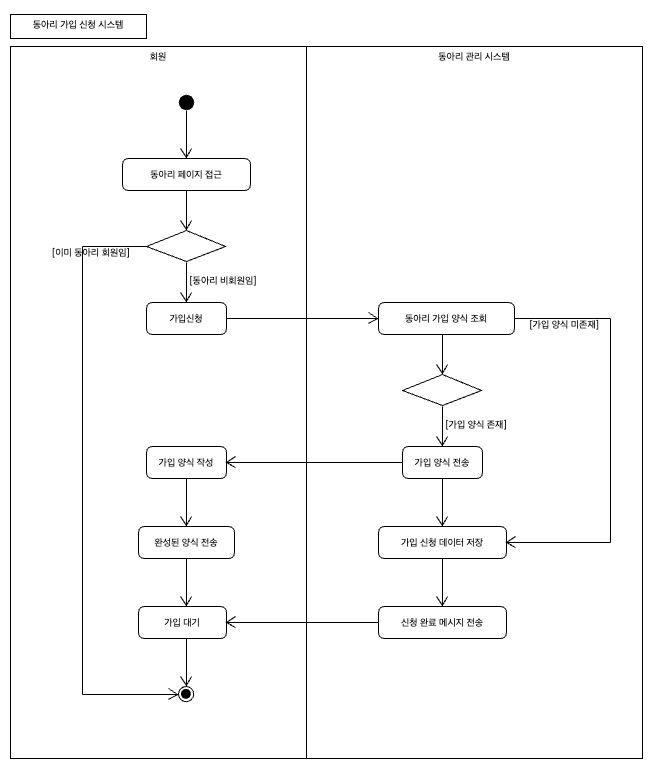 동아리 가입 신청 시스템
회원
동아리 관리 시스템
동아리 페이지 접근
[이미 동아리 회원임]
[동아리 비회원임]
가입신청
동아리 가입 양식 조회
[가입 양식 미존재]
[가입 양식 존재]
가입 양식 작성
가입 양식 전송
완성된 양식 전송
가입 신청 데이터 저장
가입 대기
신청 완료 메시지 전송